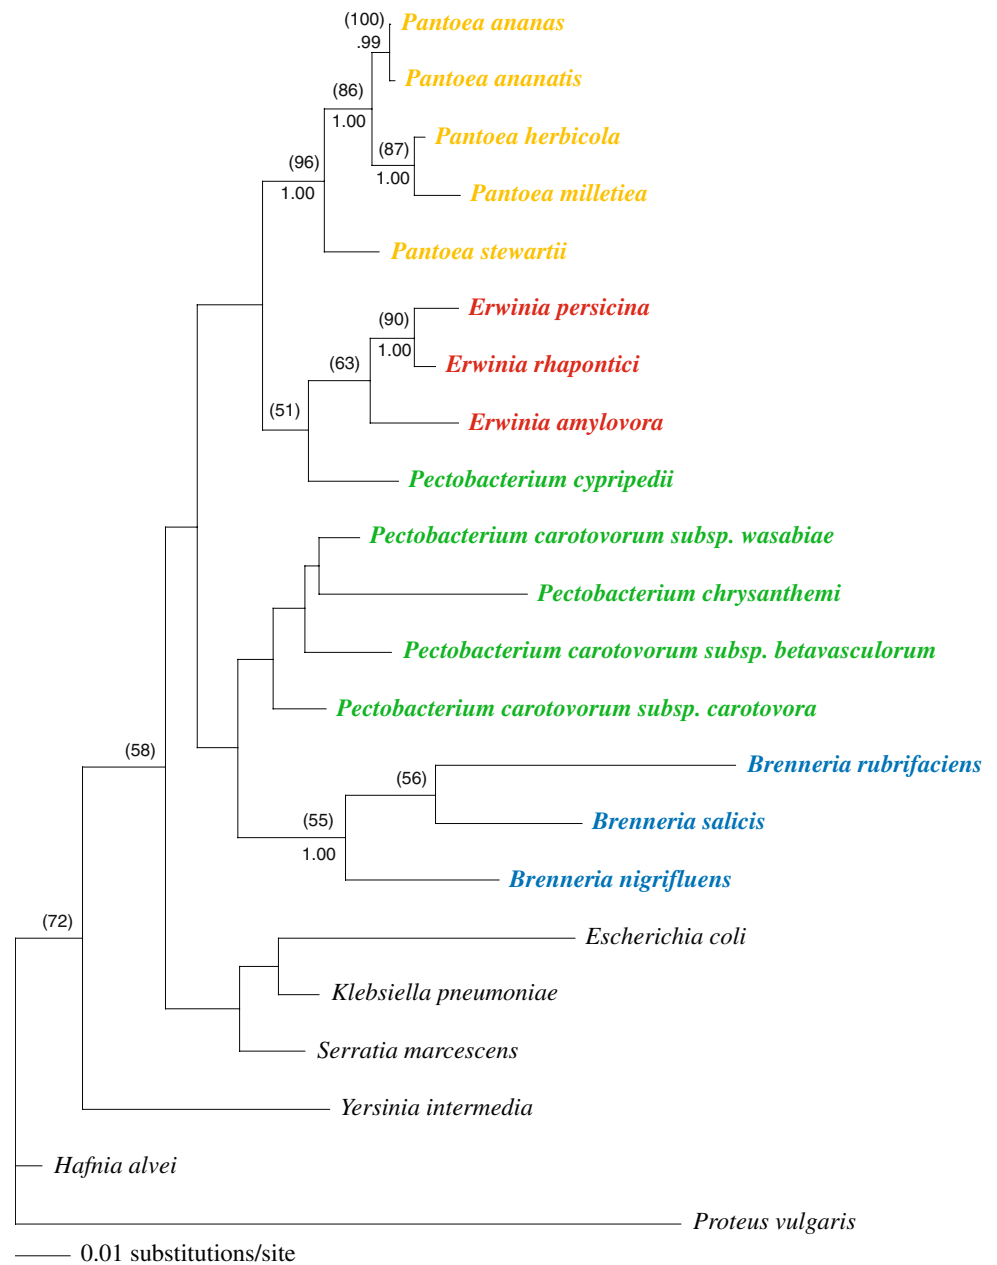 (100)
Pantoea ananas
.99
Pantoea ananatis
(86)
1.00
Pantoea herbicola
(87)
1.00
Pantoea milletiea
(96)
1.00
Pantoea stewartii
Erwinia persicina
(90)
1.00
Erwinia rhapontici
(63)
Erwinia amylovora
(51)
Pectobacterium cypripedii
Pectobacterium carotovorum subsp. wasabiae
Pectobacterium chrysanthemi
Pectobacterium carotovorum subsp. betavasculorum
Pectobacterium carotovorum subsp. carotovora
(58)
Brenneria rubrifaciens
(56)
Brenneria salicis
(55)
1.00
Brenneria nigrifluens
(72)
Escherichia coli
Klebsiella pneumoniae
Serratia marcescens
Yersinia intermedia
Hafnia alvei
Proteus vulgaris
0.01 substitutions/site